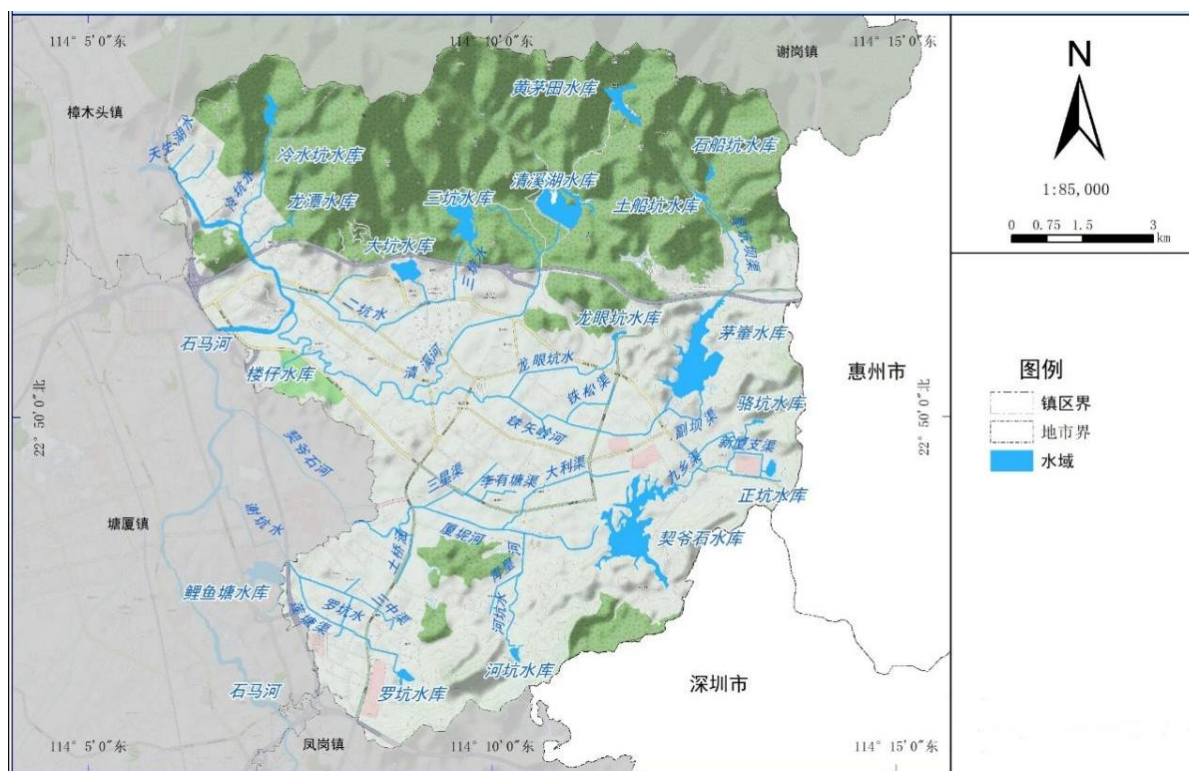 114° 5′0″东
114° 10′0″东
114° 15′0″东
谢岗镇
樟木头镇
黄茅田水库
石船坑水库
天生湖水
冷水坑水库
清溪湖水库
三坑水库
龙潭水库
土船坑水库
大坑水库
三坑水
二坑水
龙眼坑水库
茅輋水库
石马河
惠州市
楼仔水库
清溪河
龙眼坑水
铁松渠
铁矢岭河
副坝渠
骆坑水库
22° 50′0″北
22° 50′0″北
契爷石河
三星渠
李有塘渠
大利渠
九乡渠
正坑水库
塘厦镇
谢坑水
土桥涵
厦坭河
契爷石水库
鲤鱼塘水库
罗坑水
三中渠
河坑水
石马河
罗坑水库
河坑水库
深圳市
凤岗镇
114° 5′0″东
114° 10′0″东
114° 15′0″东
N
1:85,000
0 0.75 1.5 3
km
图例
镇区界
地市界
水域